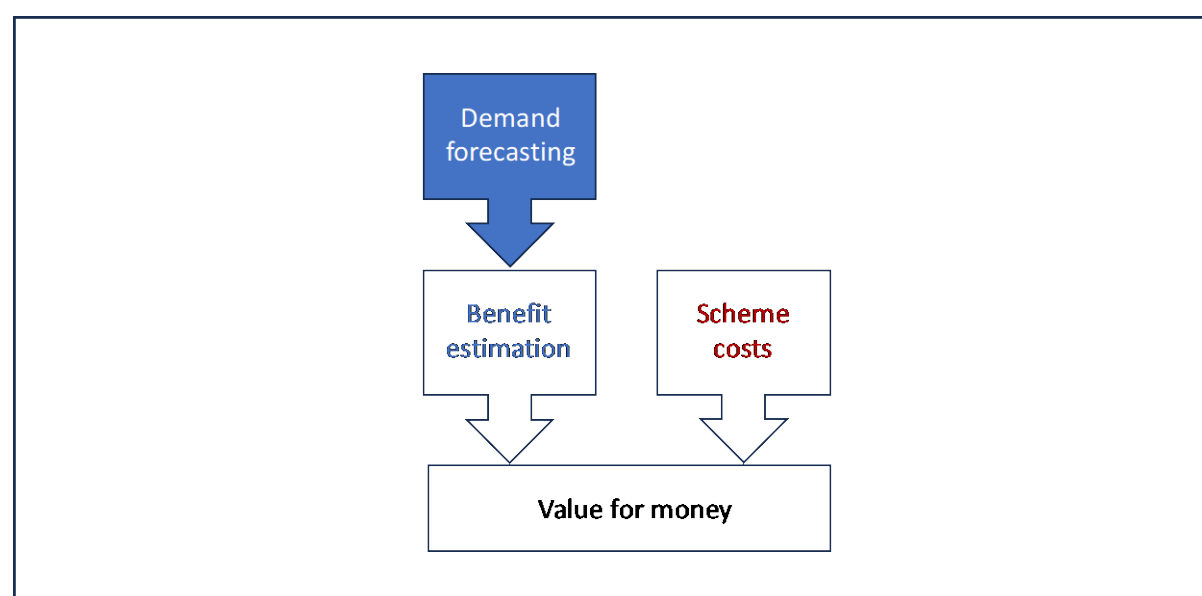 Demand
forecasting
Benefit
estimation
Scheme
costs
Value for money